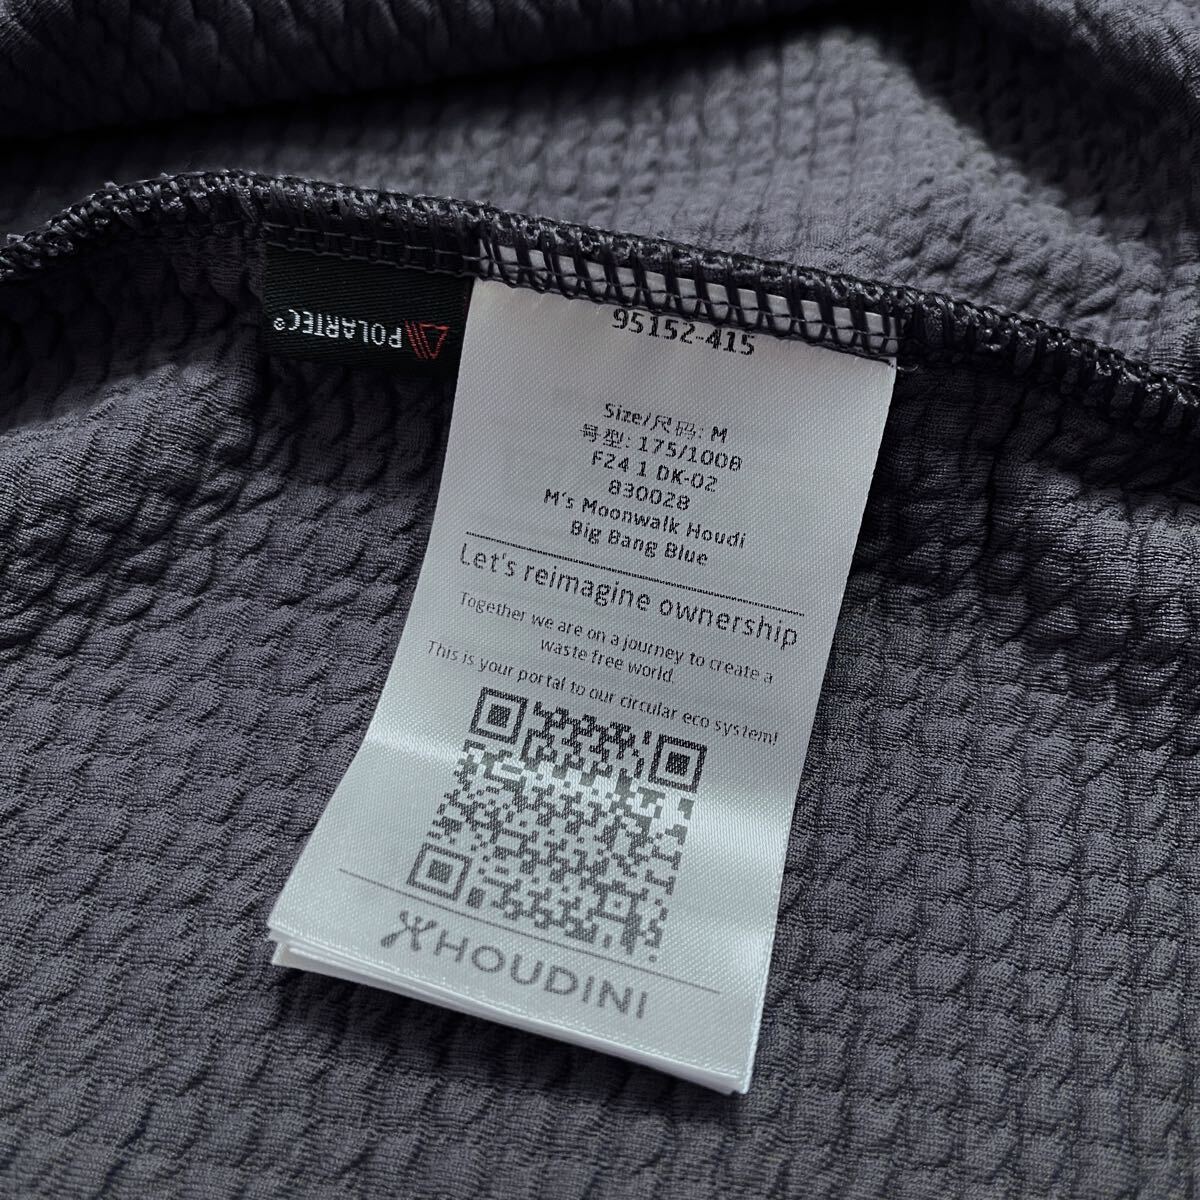 POLARTEC®
95152-415
Size/尺码: M
号型: 175/100B
F24 1 DK-02
830028
M's Moonwalk Houdi
Big Bang Blue
Let's reimagine ownership
Together we are on a journey to create a
waste free world.
This is your portal to our circular eco system!
HOUDINI